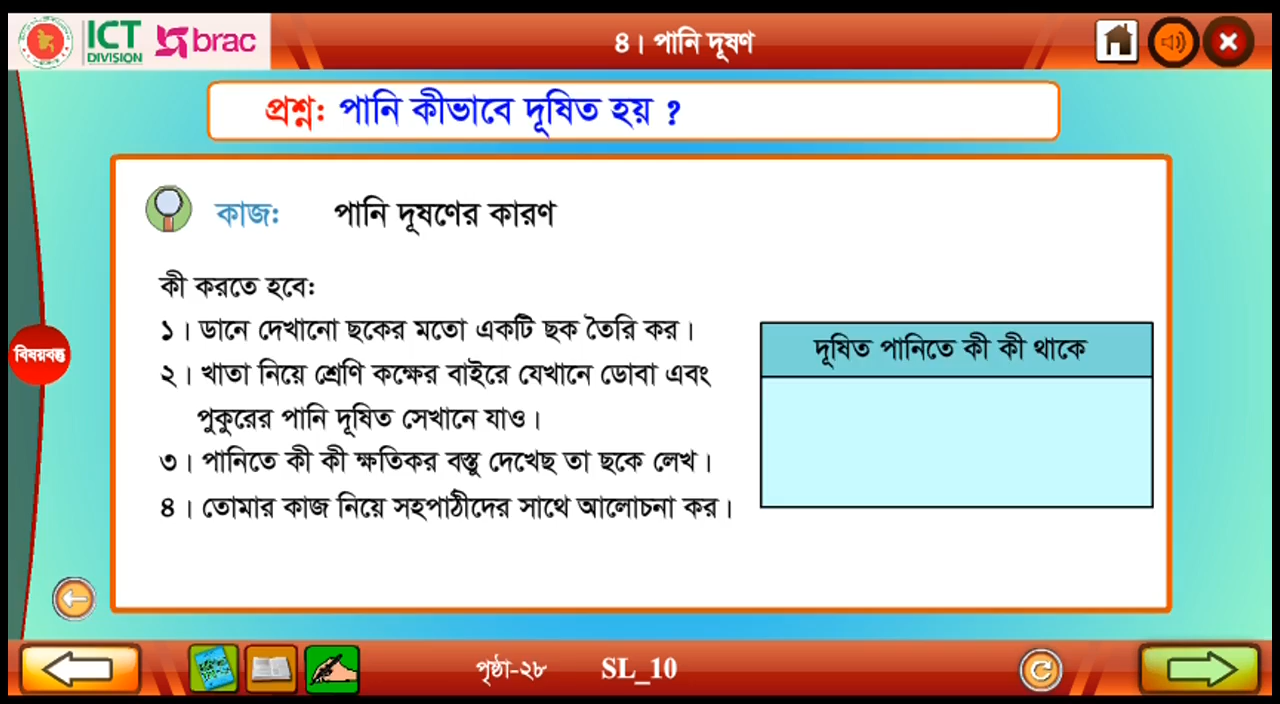 ICT
DIVISION
brac
৪। পানি দূষণ
প্রশ্ন: পানি কীভাবে দূষিত হয় ?
কাজ: পানি দূষণের কারণ
কী করতে হবে:
১। ডানে দেখানো ছকের মতো একটি ছক তৈরি কর।
২। খাতা নিয়ে শ্রেণি কক্ষের বাইরে যেখানে ডোবা এবং
পুকুরের পানি দূষিত সেখানে যাও।
৩। পানিতে কী কী ক্ষতিকর বস্তু দেখেছ তা ছকে লেখ।
৪। তোমার কাজ নিয়ে সহপাঠীদের সাথে আলোচনা কর।
দূষিত পানিতে কী কী থাকে
বিষয়বস্তু
পৃষ্ঠা-২৮ SL_10